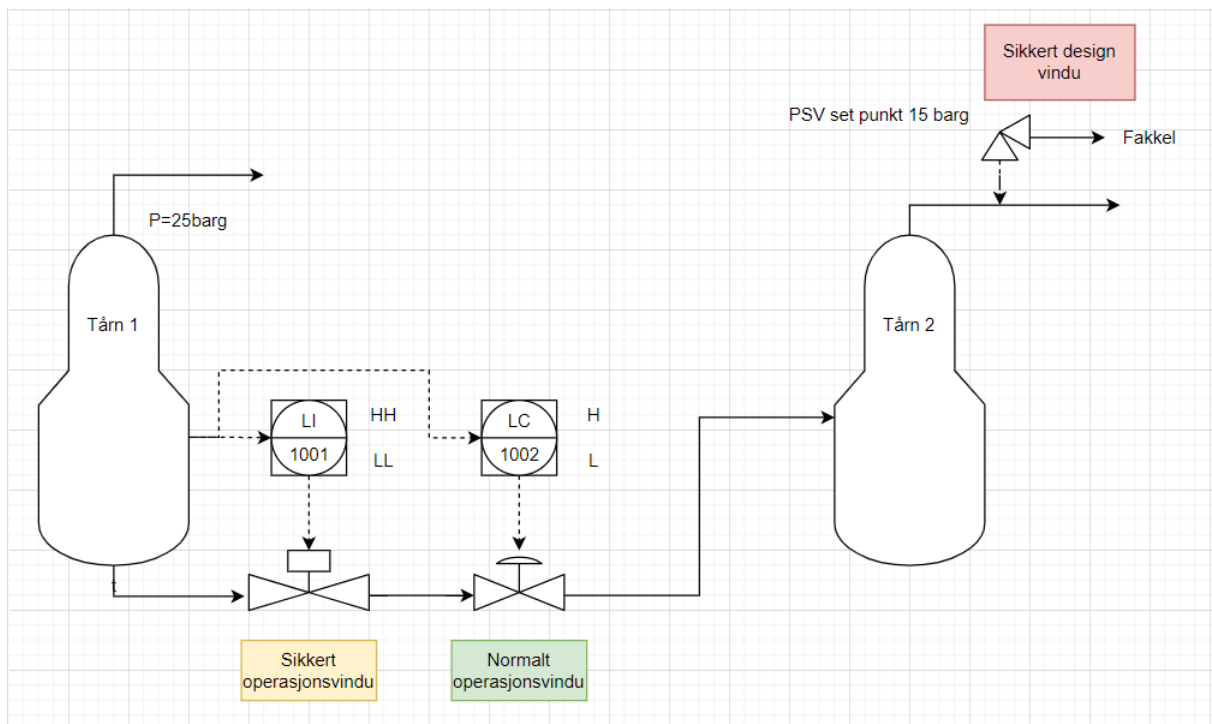 Sikkert design
vindu
PSV set punkt 15 barg
Fakkel
P=25barg
Tårn 1
Tårn 2
LI
1001
HH
LL
LC
1002
H
L
t
Sikkert
operasjonsvindu
Normalt
operasjonsvindu